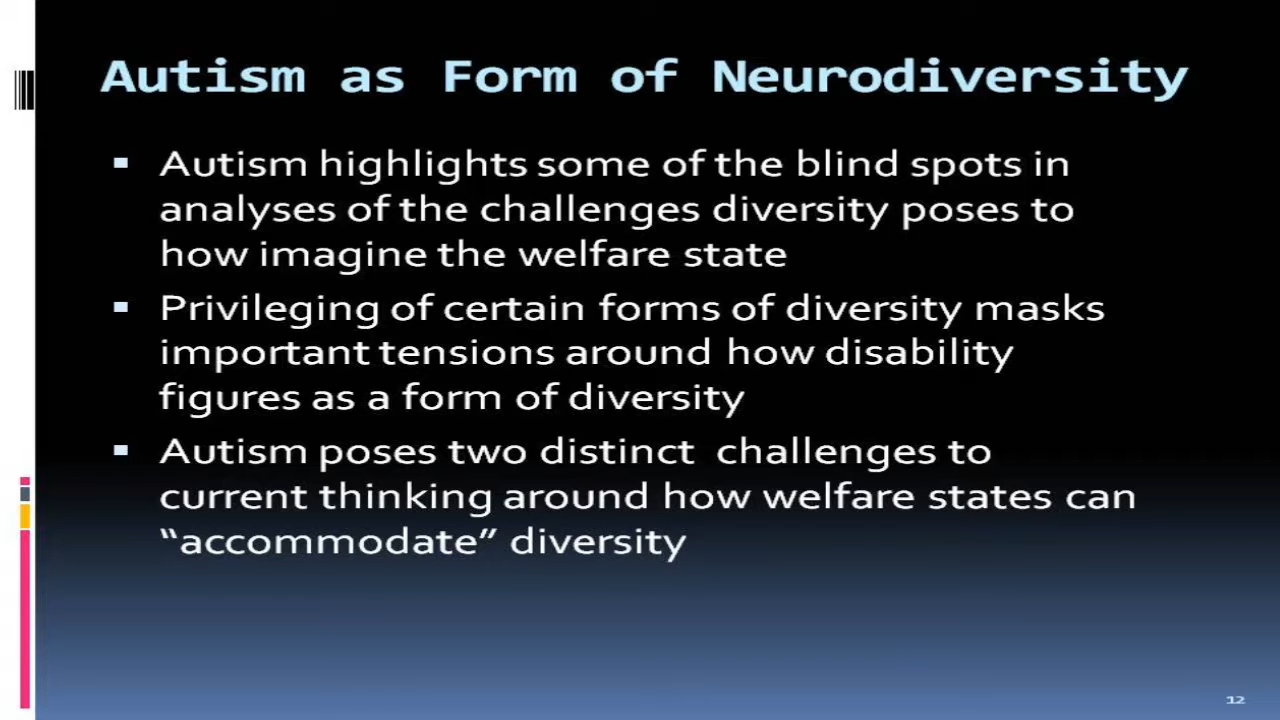 Autism as Form of Neurodiversity
Autism highlights some of the blind spots in
analyses of the challenges diversity poses to
how imagine the welfare state
Privileging of certain forms of diversity masks
important tensions around how disability
figures as a form of diversity
Autism poses two distinct challenges to
current thinking around how welfare states can
“accommodate” diversity
12